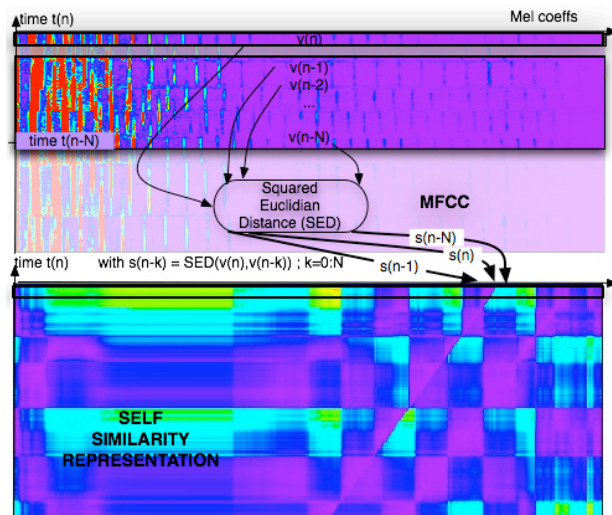 time t(n)
Mel coeffs
v(n)
v(n-1)
v(n-2)
...
time t(n-N)
v(n-N)
Squared
Euclidian
Distance (SED)
MFCC
s(n-N)
s(n)
s(n-1)
time t(n) with s(n-k) = SED(v(n),v(n-k)) ; k=0:N
SELF
SIMILARITY
REPRESENTATION